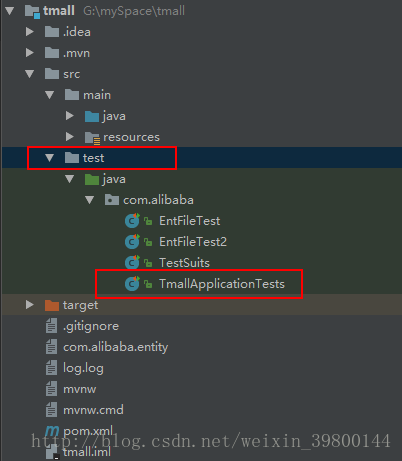 tmall G:\mySpace\tmall
.idea
.mvn
src
main
java
resources
test
java
com.alibaba
EntFileTest
EntFileTest2
TestSuits
TmallApplicationTests
target
.gitignore
com.alibaba.entity
log.log
mvnw
mvnw.cmd
pom.xml
http://blog.csdn.net/weixin_39800144
tmall.iml